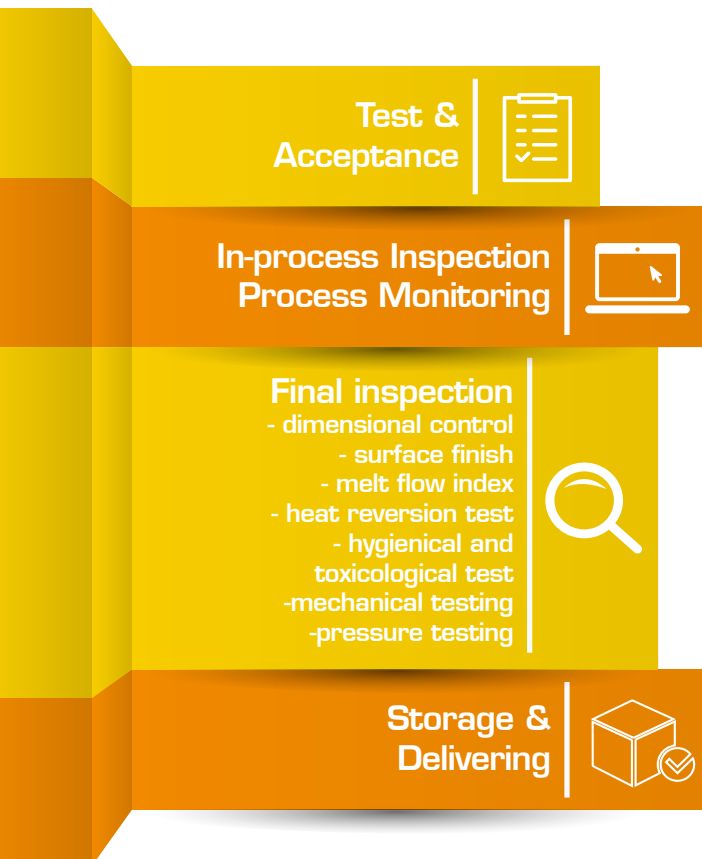 Test &
Acceptance
In-process Inspection
Process Monitoring
Final inspection
- dimensional control
- surface finish
- melt flow index
- heat reversion test
- hygienical and
toxicological test
-mechanical testing
-pressure testing
Storage &
Delivering